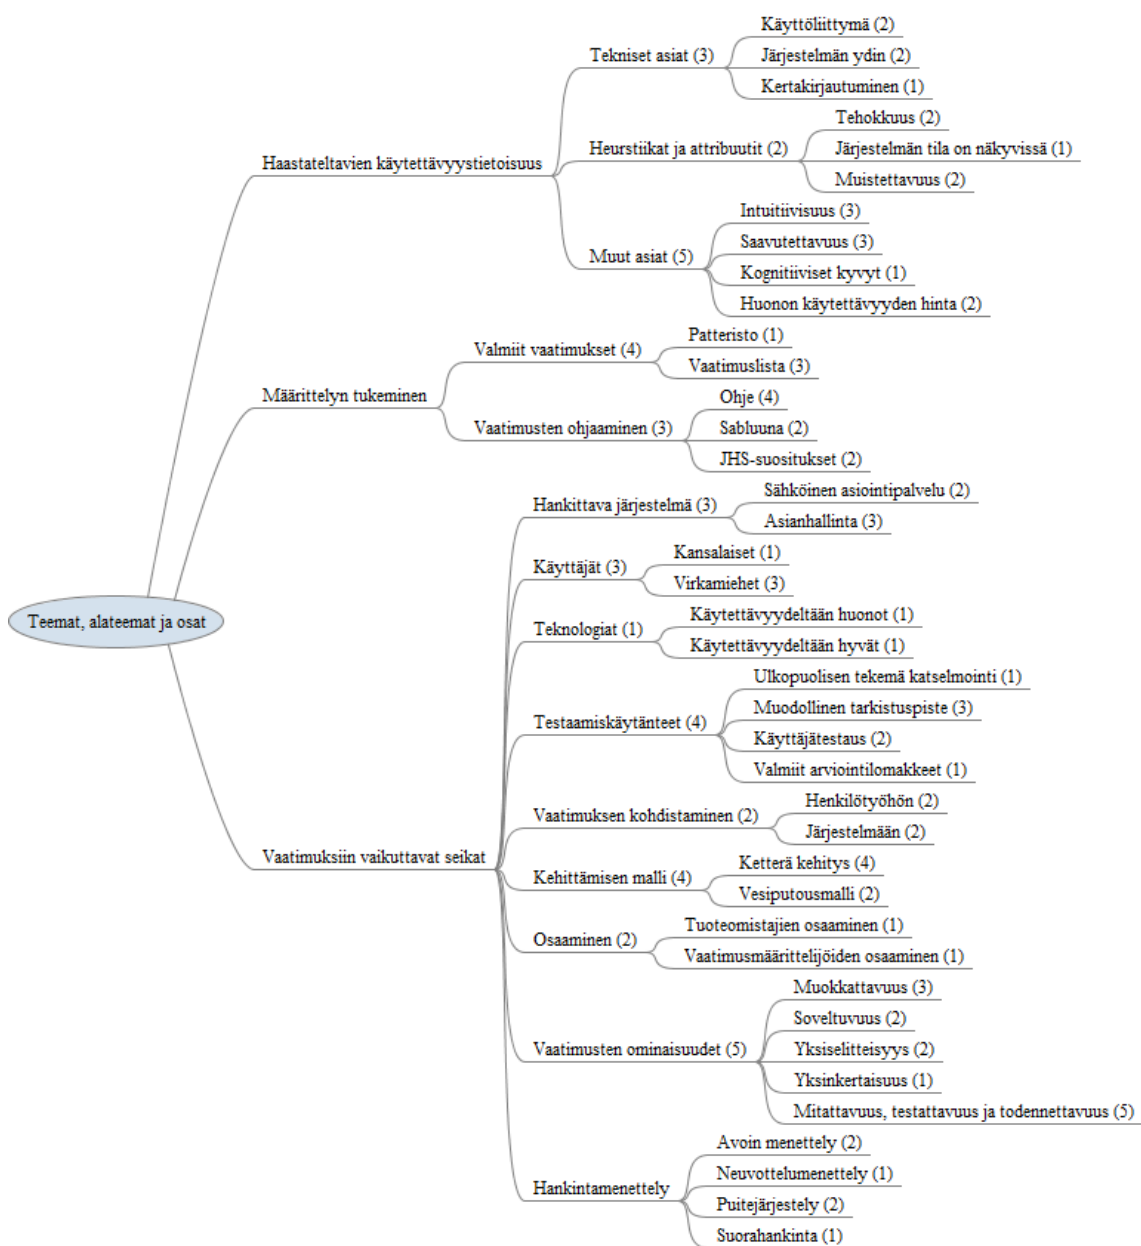 Teemat, alateemat ja osat
Haastateltavien käytettävyystietoisuus
Tekniset asiat (3)
Käyttöliittymä (2)
Järjestelmän ydin (2)
Kertakirjautuminen (1)
Heurstiikat ja attribuutit (2)
Tehokkuus (2)
Järjestelmän tila on näkyvissä (1)
Muistettavuus (2)
Muut asiat (5)
Intuitiivisuus (3)
Saavutettavuus (3)
Kognitiiviset kyvyt (1)
Huonon käytettävyyden hinta (2)
Määrittelyn tukeminen
Valmiit vaatimukset (4)
Patteristo (1)
Vaatimuslista (3)
Vaatimusten ohjaaminen (3)
Ohje (4)
Sabluuna (2)
JHS-suositukset (2)
Vaatimuksiin vaikuttavat seikat
Hankittava järjestelmä (3)
Sähköinen asiointipalvelu (2)
Asianhallinta (3)
Käyttäjät (3)
Kansalaiset (1)
Virkamiehet (3)
Teknologiat (1)
Käytettävyydeltään huonot (1)
Käytettävyydeltään hyvät (1)
Testaamiskäytänteet (4)
Ulkopuolisen tekemä katselmointi (1)
Muodollinen tarkistuspiste (3)
Käyttäjätestaus (2)
Valmiit arviointilomakkeet (1)
Vaatimuksen kohdistaminen (2)
Henkilötyöhön (2)
Järjestelmään (2)
Kehittämisen malli (4)
Ketterä kehitys (4)
Vesiputousmalli (2)
Osaaminen (2)
Tuoteomistajien osaaminen (1)
Vaatimusmäärittelijöiden osaaminen (1)
Vaatimusten ominaisuudet (5)
Muokkattavuus (3)
Soveltuvuus (2)
Yksiselitteisyys (2)
Yksinkertaisuus (1)
Mitattavuus, testattavuus ja todennettavuus (5)
Hankintamenettely
Avoin menettely (2)
Neuvottelumenettely (1)
Puitejärjestely (2)
Suorahankinta (1)